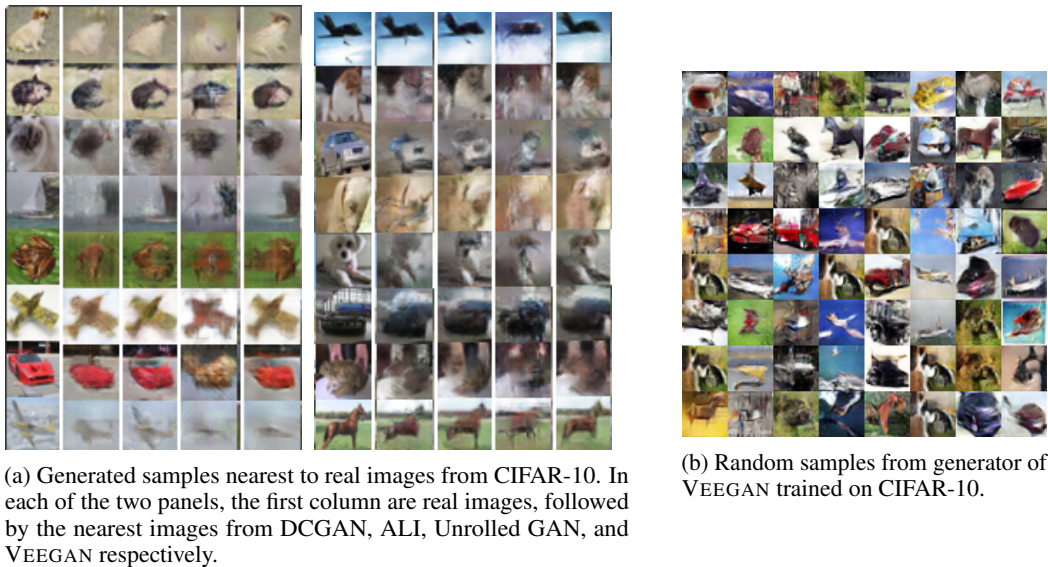 (a) Generated samples nearest to real images from CIFAR-10. In
each of the two panels, the first column are real images, followed
by the nearest images from DCGAN, ALI, Unrolled GAN, and
VEEGAN respectively.
(b) Random samples from generator of
VEEGAN trained on CIFAR-10.